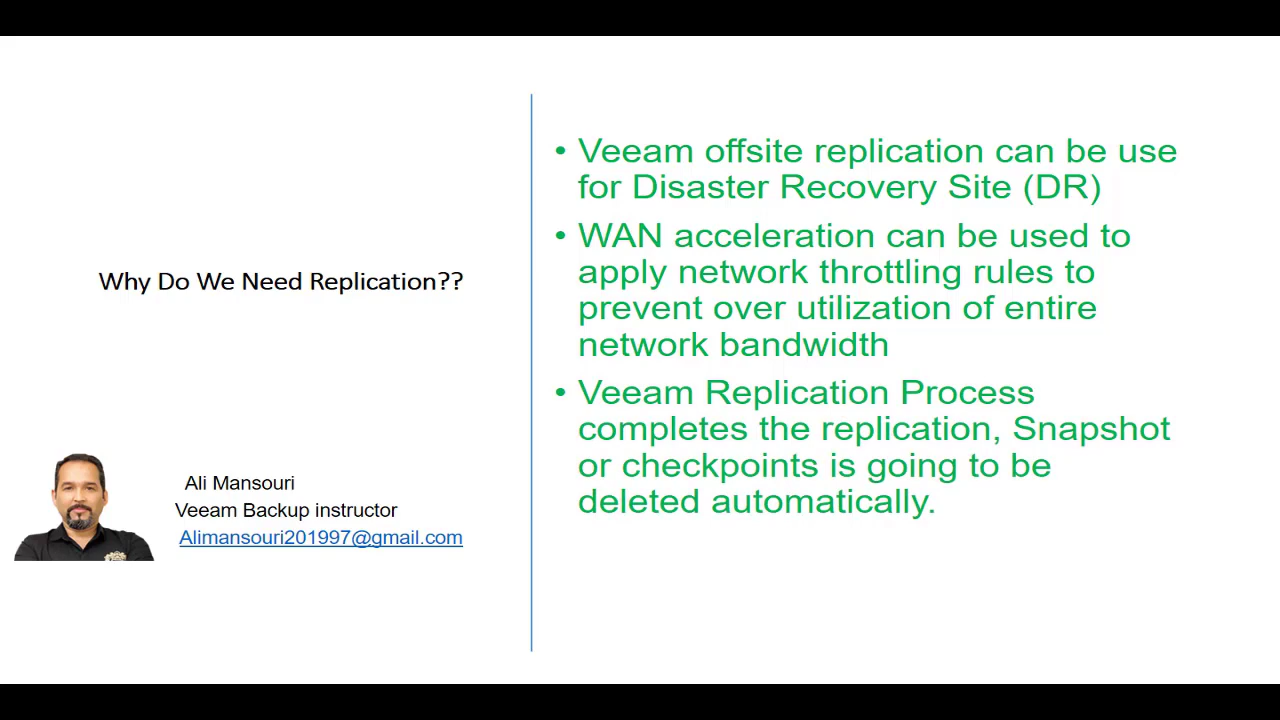 Why Do We Need Replication??
Ali Mansouri
Veeam Backup instructor
Alimansouri201997@gmail.com
• Veeam offsite replication can be use
for Disaster Recovery Site (DR)
• WAN acceleration can be used to
apply network throttling rules to
prevent over utilization of entire
network bandwidth
• Veeam Replication Process
completes the replication, Snapshot
or checkpoints is going to be
deleted automatically.